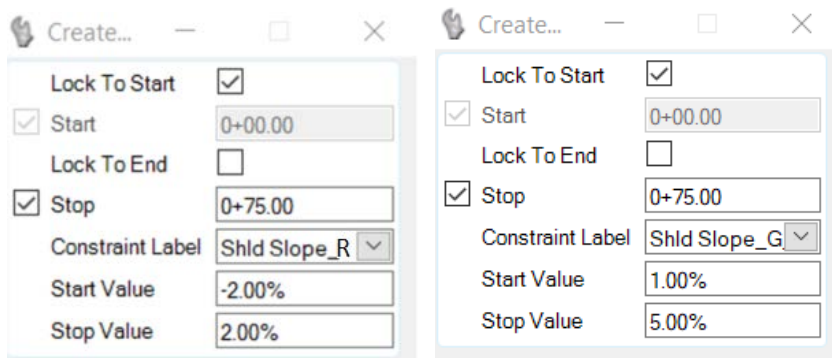 Create...
Lock To Start
Start 0+00.00
Lock To End
Stop 0+75.00
Constraint Label Shld Slope_R
Start Value -2.00%
Stop Value 2.00%
Create...
Lock To Start
Start 0+00.00
Lock To End
Stop 0+75.00
Constraint Label Shld Slope_G
Start Value 1.00%
Stop Value 5.00%